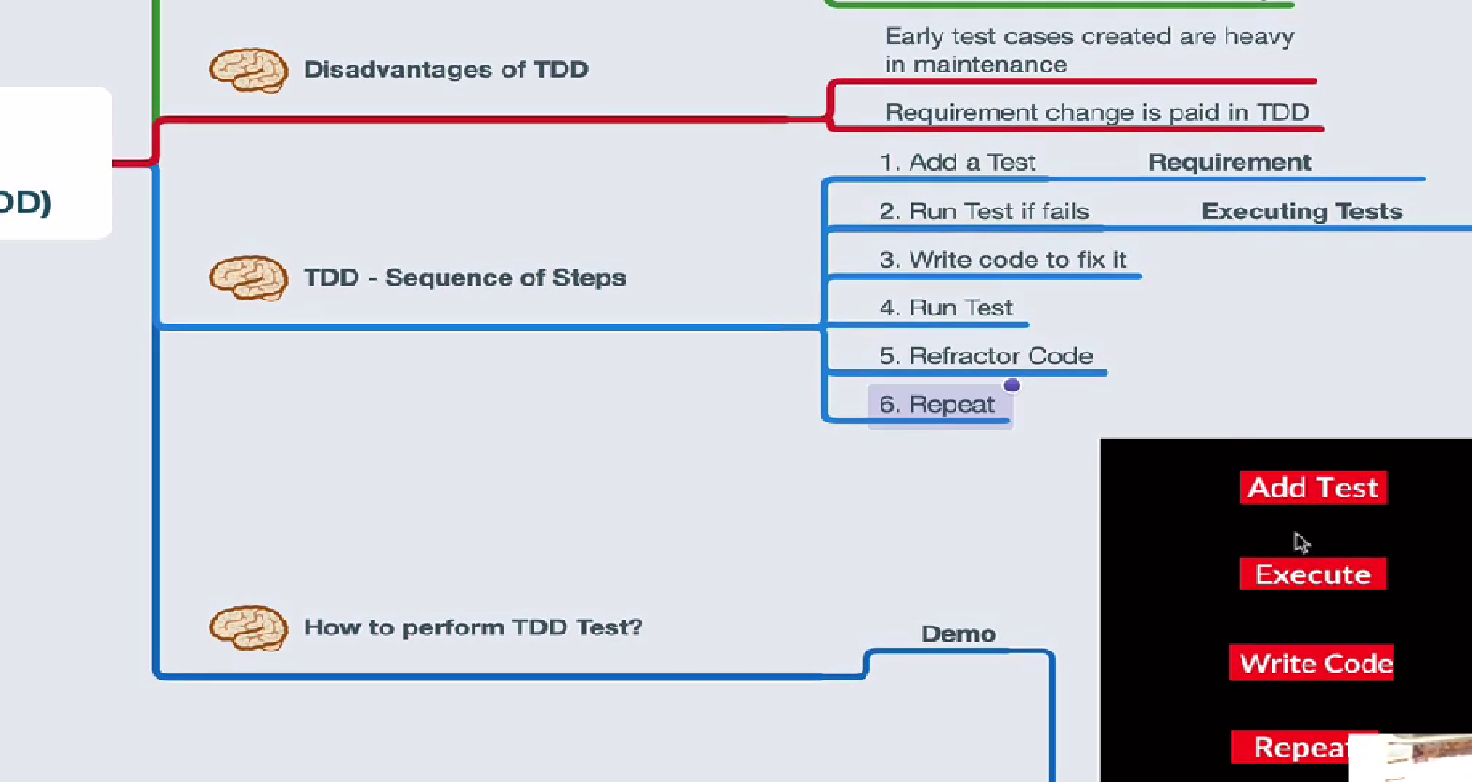 Early test cases created are heavy
in maintenance
Disadvantages of TDD
Requirement change is paid in TDD
1. Add a Test
Requirement
2. Run Test if fails
Executing Tests
3. Write code to fix it
TDD - Sequence of Steps
4. Run Test
5. Refractor Code
6. Repeat
Add Test
Execute
How to perform TDD Test?
Demo
Write Code
Repeat